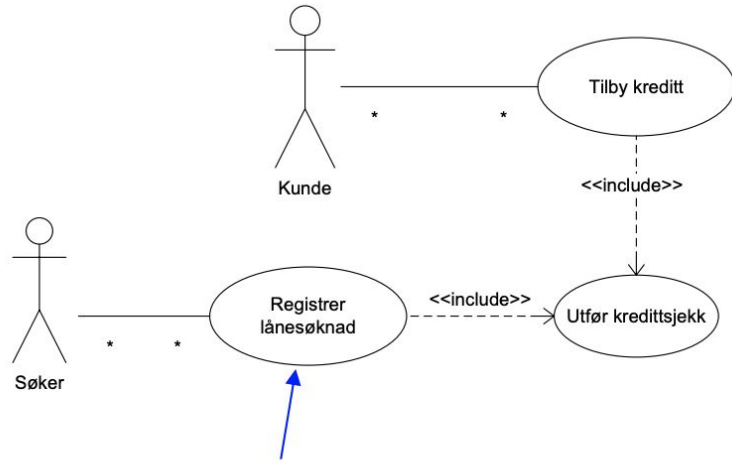 Tilby kreditt
* *
Kunde
<<include>>
Registrer
lånesøknad
<<include>>
Utfør kredittsjekk
* *
Søker